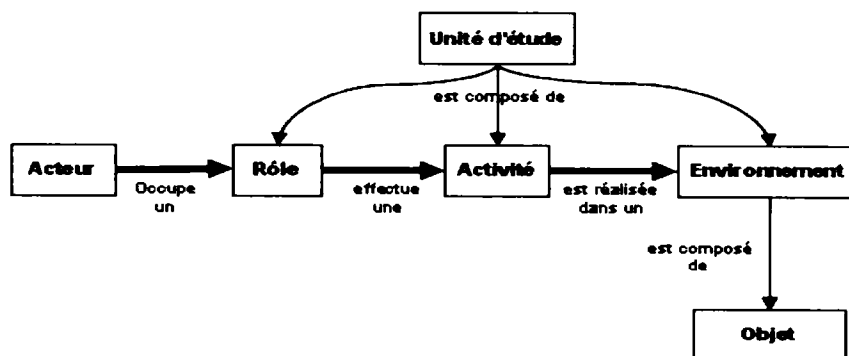 Unité d'étude
est composé de
Acteur
Rôle
Activité
Environnement
Occupe
un
effectue
une
est réalisée
dans un
est composé
de
Objet